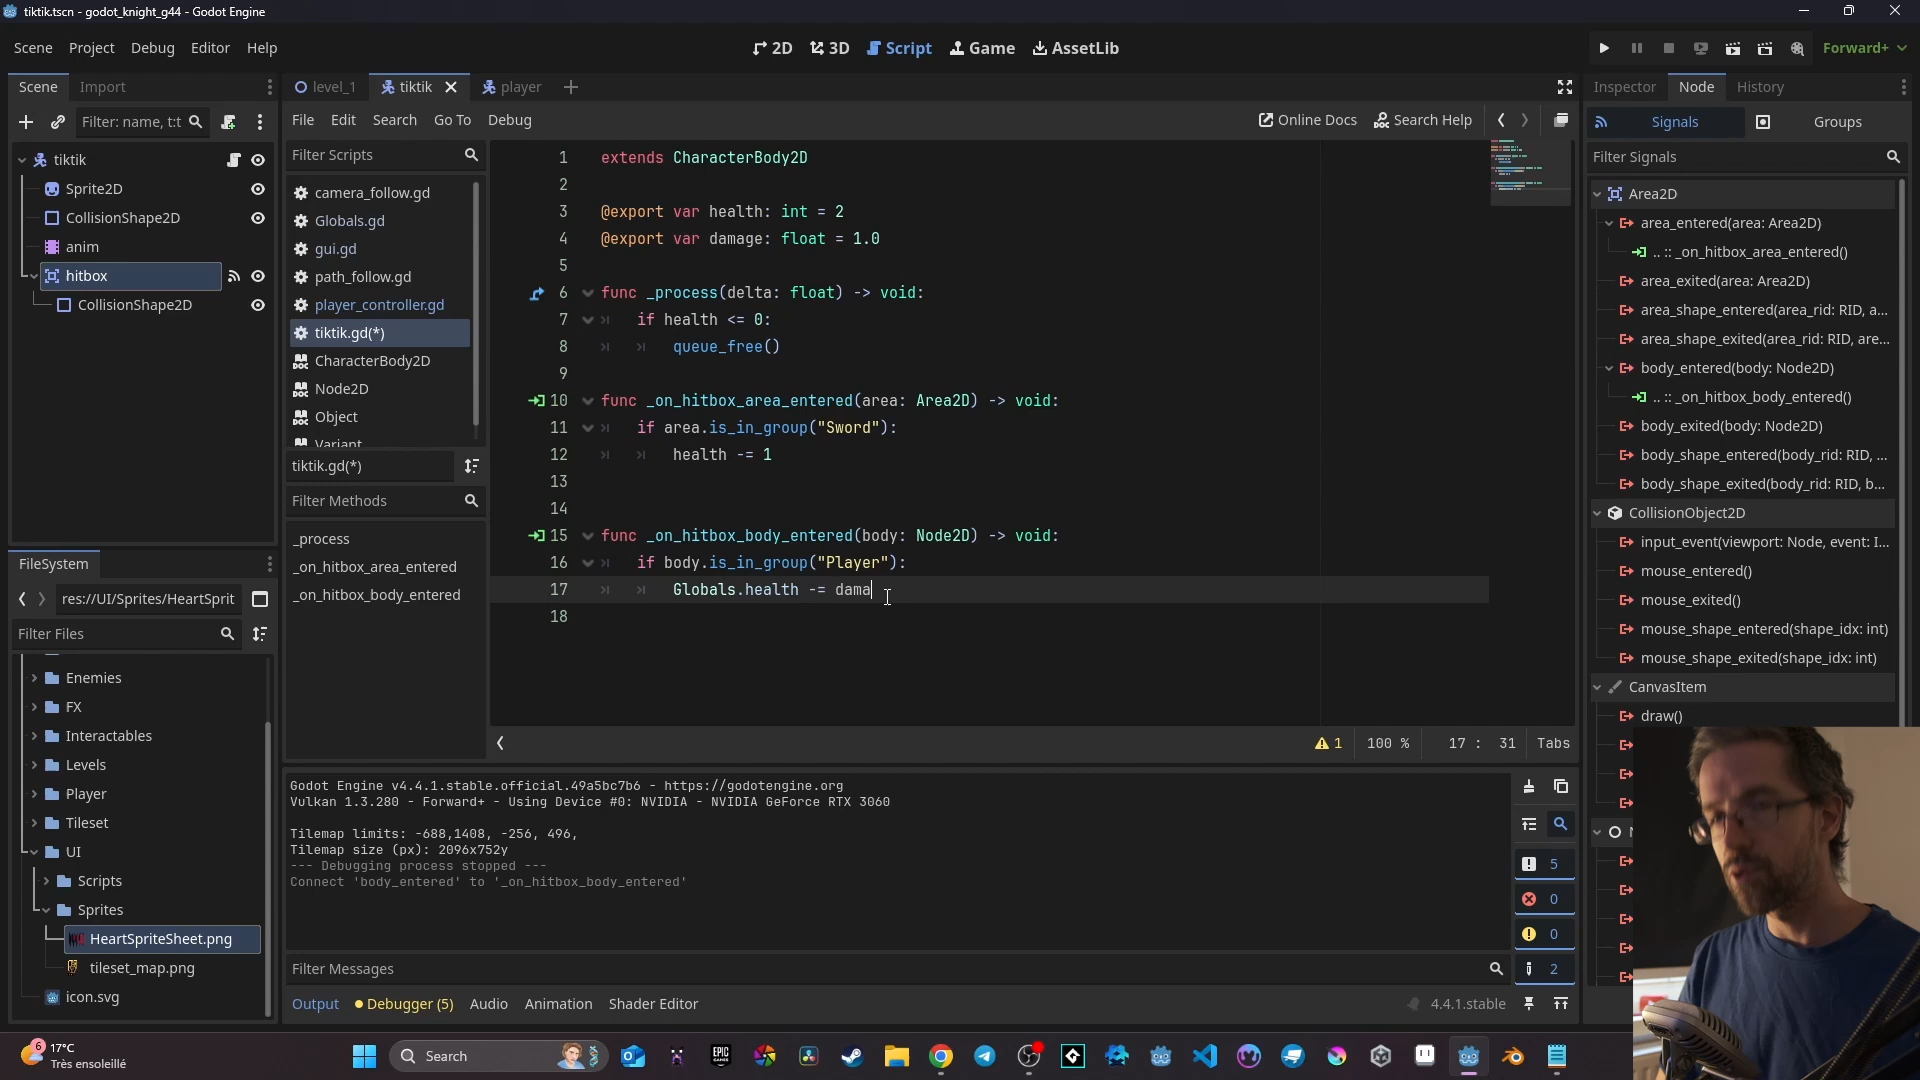 tiktik.tscn - godot_knight_g44 - Godot Engine
Scene Project Debug Editor Help
2D 3D Script Game AssetLib
Forward+
Scene Import
level_1 tiktik player
Inspector Node History
Filter: name, t:t
File Edit Search Go To Debug
Online Docs Search Help
Signals Groups
tiktik
Sprite2D
CollisionShape2D
anim
hitbox
CollisionShape2D
Filter Scripts
camera_follow.gd
Globals.gd
gui.gd
path_follow.gd
player_controller.gd
tiktik.gd(*)
CharacterBody2D
Node2D
Object
Variant
tiktik.gd(*)
Filter Methods
_process
_on_hitbox_area_entered
_on_hitbox_body_entered
1 extends CharacterBody2D
2
3 @export var health: int = 2
4 @export var damage: float = 1.0
5
6 func _process(delta: float) -> void:
7 if health <= 0:
8 queue_free()
9
10 func _on_hitbox_area_entered(area: Area2D) -> void:
11 if area.is_in_group("Sword"):
12 health -= 1
13
14
15 func _on_hitbox_body_entered(body: Node2D) -> void:
16 if body.is_in_group("Player"):
17 Globals.health -= dama
18
1 100 % 17 : 31 Tabs
Filter Signals
Area2D
area_entered(area: Area2D)
.. :: _on_hitbox_area_entered()
area_exited(area: Area2D)
area_shape_entered(area_rid: RID, a...
area_shape_exited(area_rid: RID, are...
body_entered(body: Node2D)
.. :: _on_hitbox_body_entered()
body_exited(body: Node2D)
body_shape_entered(body_rid: RID, ...
body_shape_exited(body_rid: RID, b...
CollisionObject2D
input_event(viewport: Node, event: I...
mouse_entered()
mouse_exited()
mouse_shape_entered(shape_idx: int)
mouse_shape_exited(shape_idx: int)
CanvasItem
draw()
FileSystem
res://UI/Sprites/HeartSprit
Filter Files
Enemies
FX
Interactables
Levels
Player
Tileset
UI
Scripts
Sprites
HeartSpriteSheet.png
tileset_map.png
icon.svg
Godot Engine v4.4.1.stable.official.49a5bc7b6 - https://godotengine.org
Vulkan 1.3.280 - Forward+ - Using Device #0: NVIDIA - NVIDIA GeForce RTX 3060
Tilemap limits: -688,1408, -256, 496,
Tilemap size (px): 2096x752y
--- Debugging process stopped ---
Connect 'body_entered' to '_on_hitbox_body_entered'
5
0
0
2
Filter Messages
Output Debugger (5) Audio Animation Shader Editor
4.4.1.stable
6
17°C
Très ensoleillé
Search
EPIC GAMES